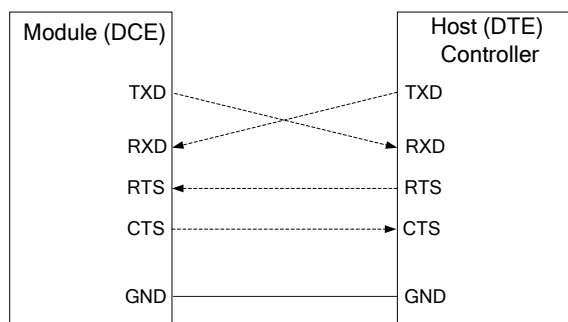 Module (DCE)
Host (DTE)
Controller
TXD
TXD
RXD
RXD
RTS
RTS
CTS
CTS
GND
GND